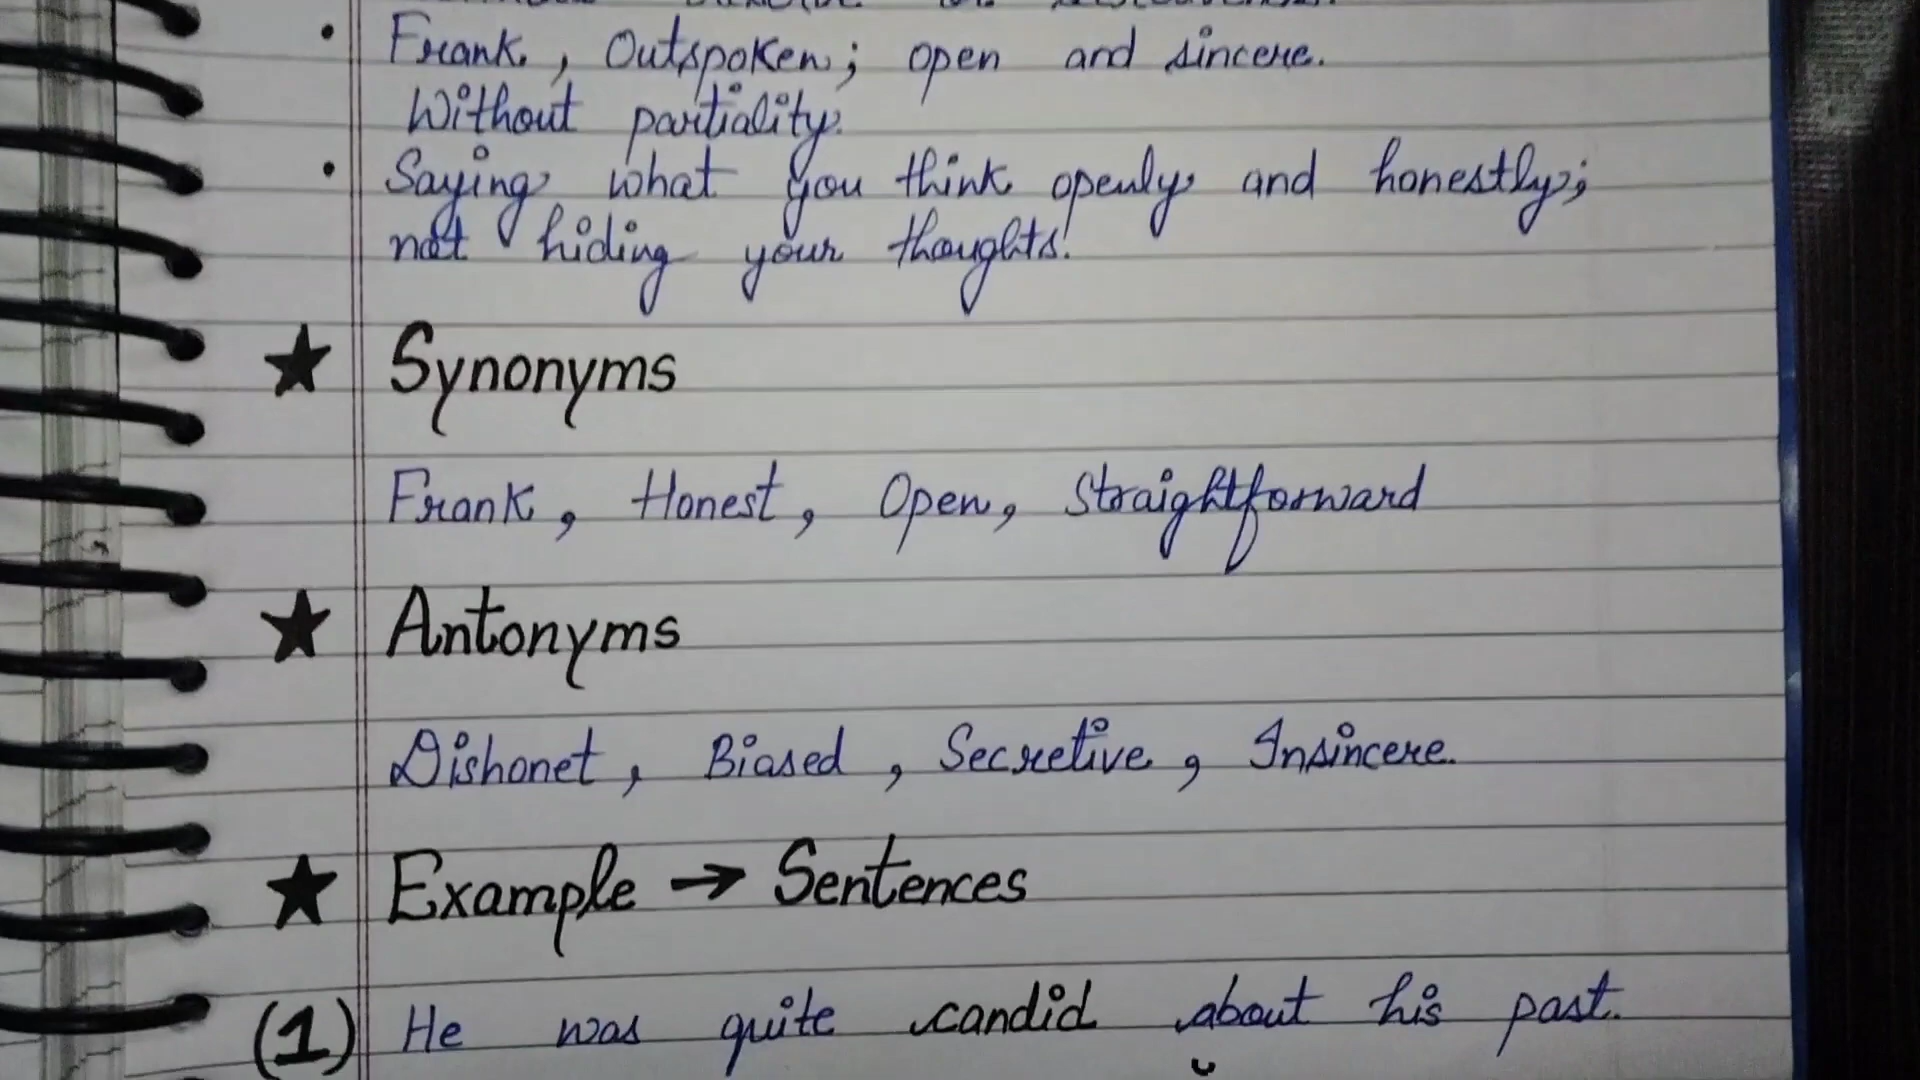 Frank, Outspoken; open and sincere.
Without partiality.
Saying what you think openly and honestly;
not hiding your thoughts.
★ Synonyms
Frank, Honest, Open, Straightforward
★ Antonyms
Dishonet, Biased, Secretive, Insincere.
★ Example → Sentences
(1) He was quite candid about his past.